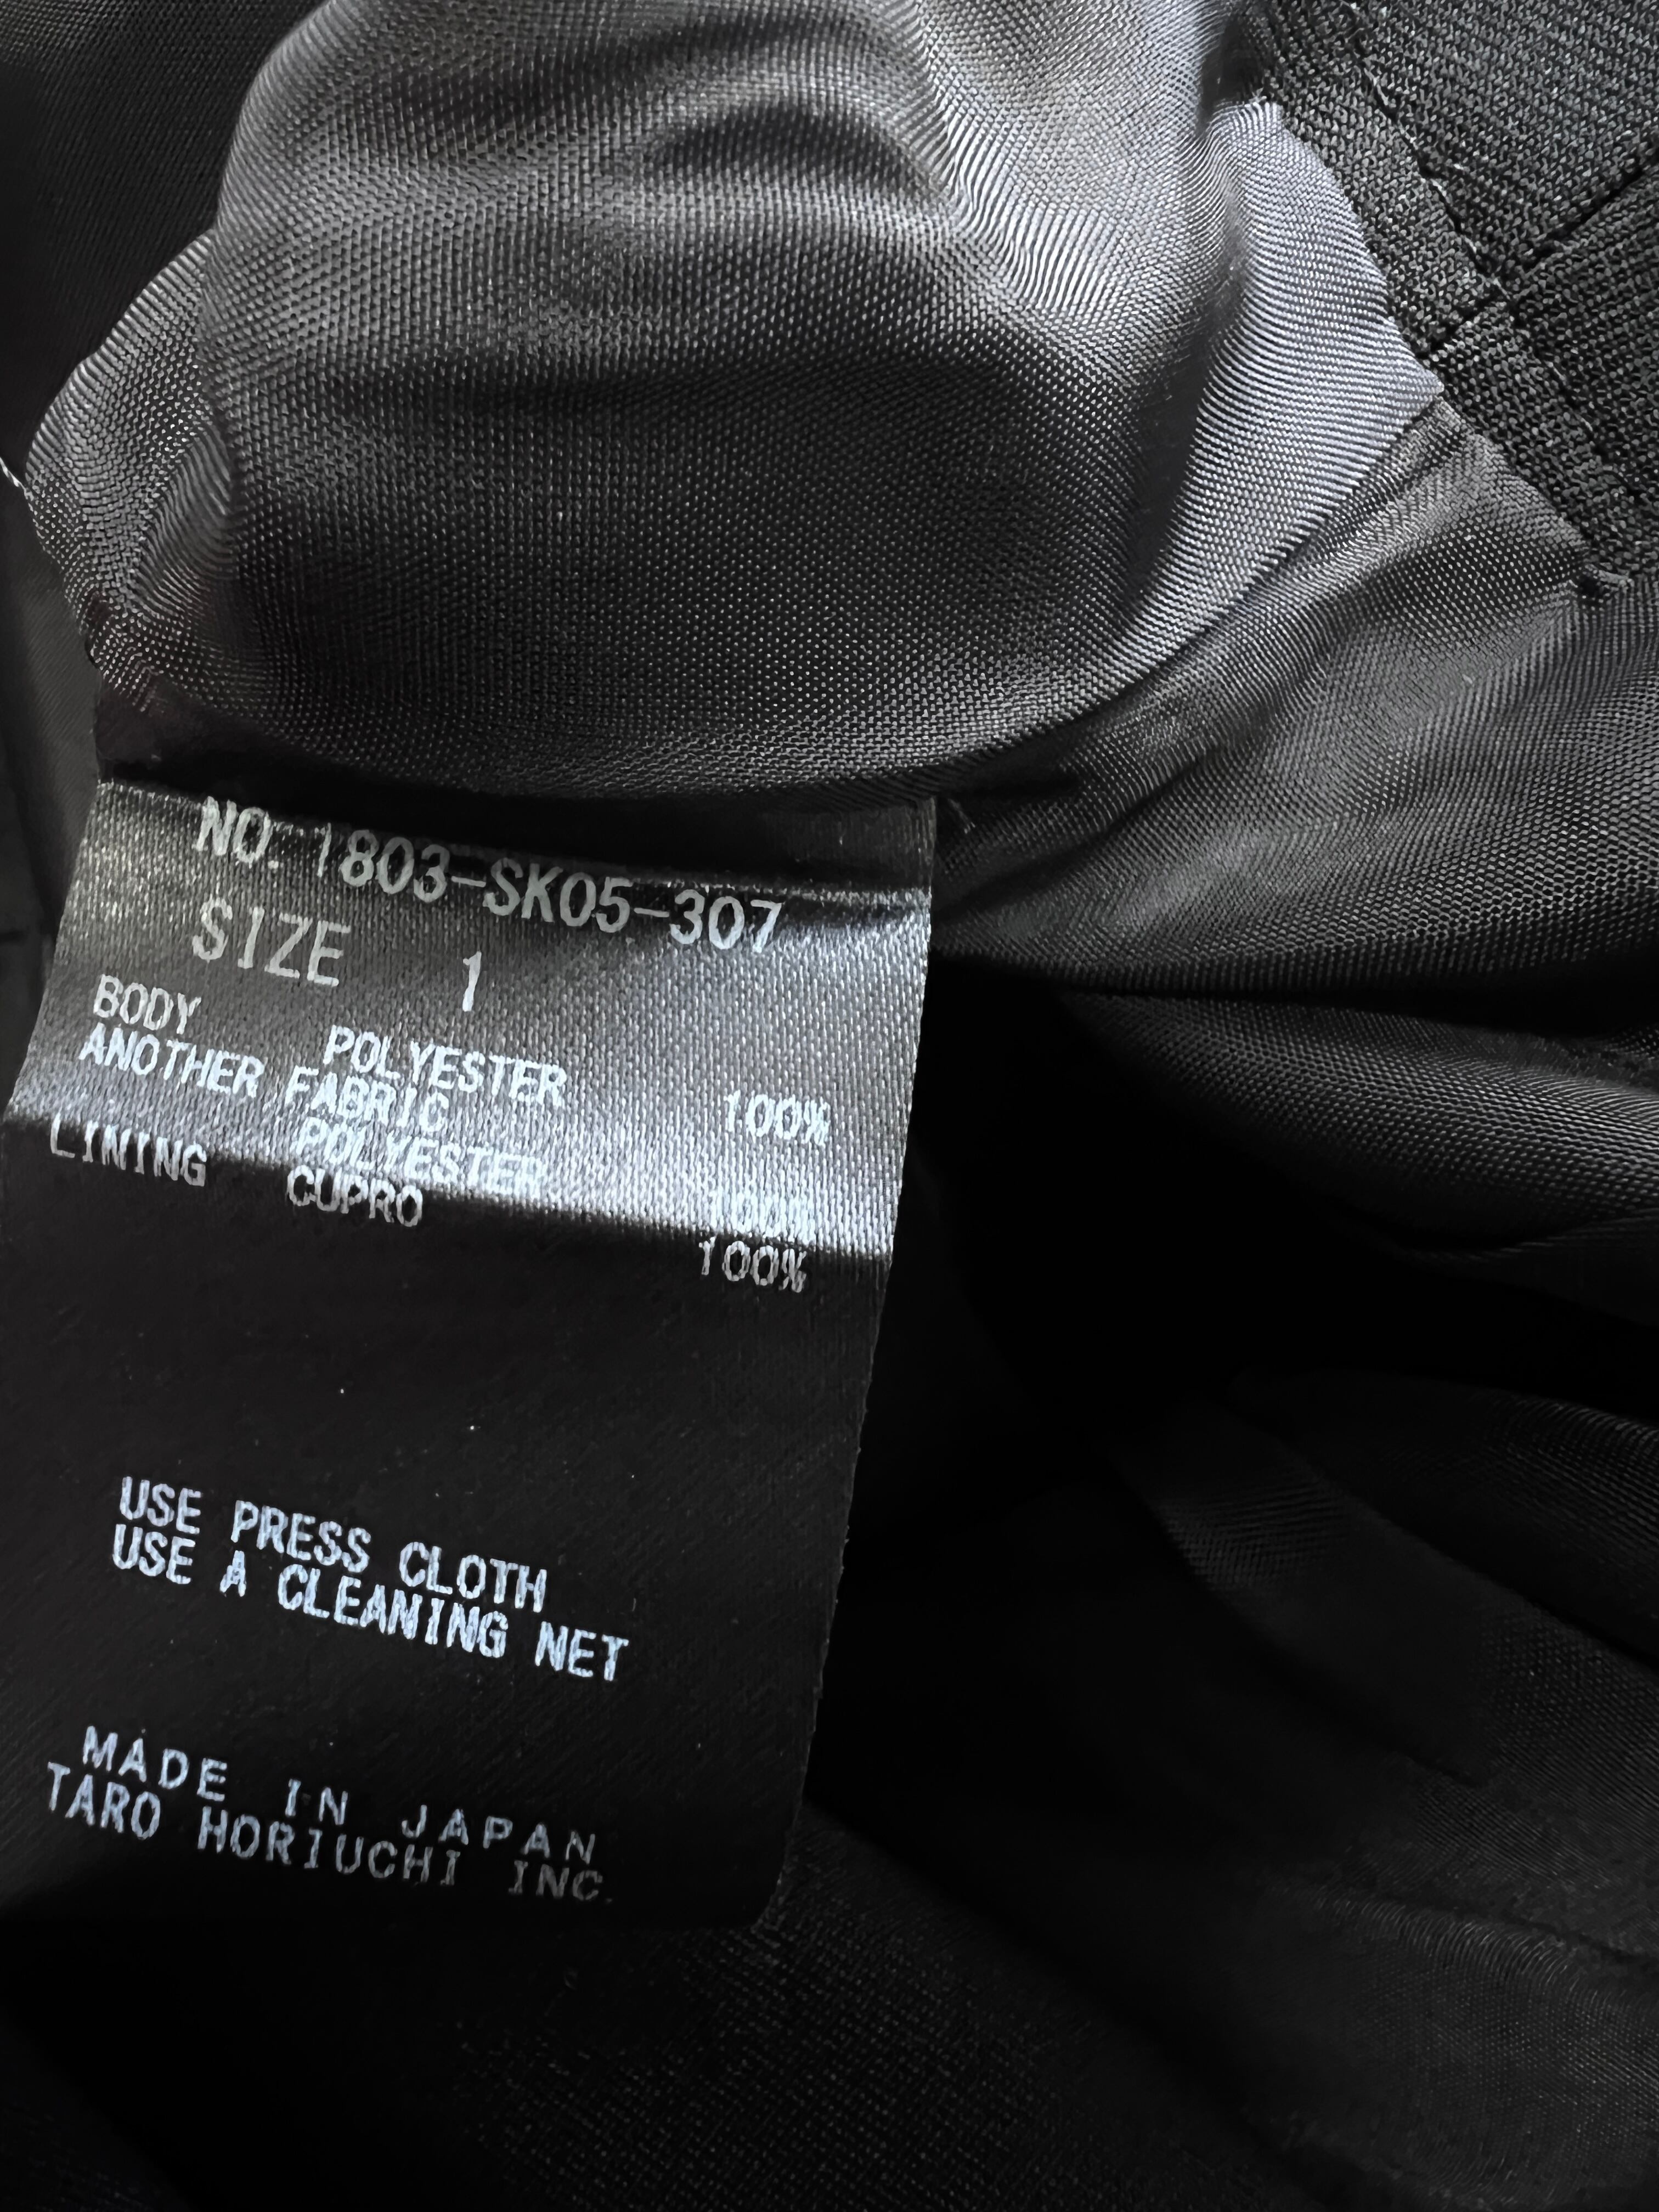 NO. 1803-SK05-307
SIZE 1
BODY
POLYESTER 100%
ANOTHER FABRIC
POLYESTER 100%
LINING CUPRO 100%
USE PRESS CLOTH
USE A CLEANING NET
MADE IN JAPAN
TARO HORIUCHI INC.